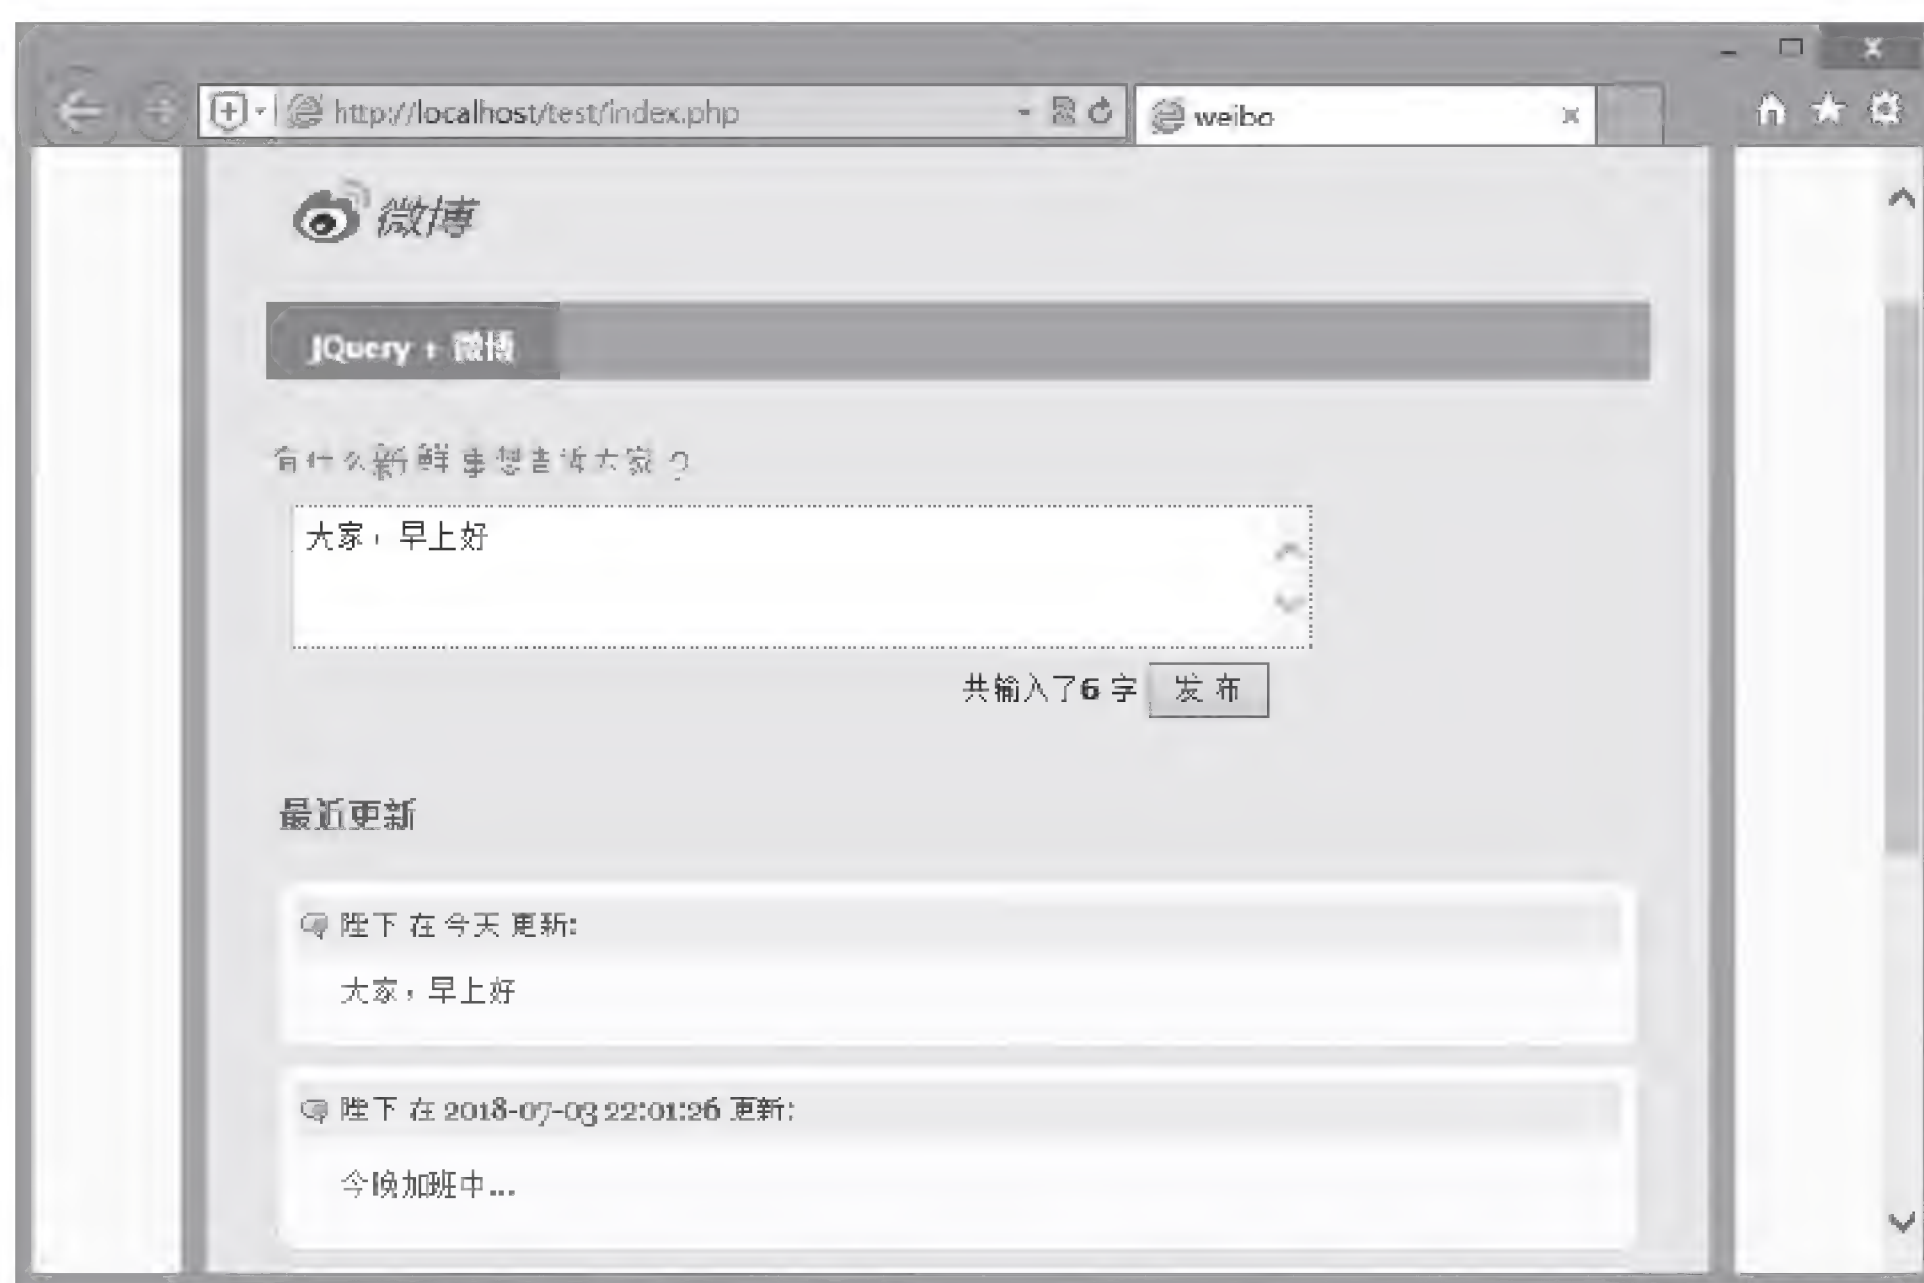 http://localhost/test/index.php
weibo
微博
JQuery + 微博
有什么新鲜事想告诉大家?
大家，早上好
共输入了6 字 发 布
最近更新
陛下 在 今天 更新:
大家，早上好
陛下 在 2018-07-03 22:01:26 更新:
今晚加班中...